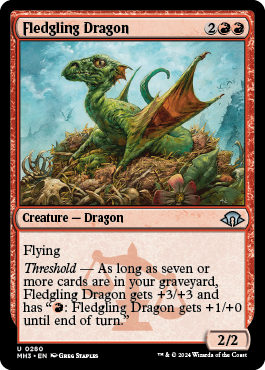 Fledgling Dragon 2
Creature — Dragon
Flying
Threshold — As long as seven or
more cards are in your graveyard,
Fledgling Dragon gets +3/+3 and
has “: Fledgling Dragon gets +1/+0
until end of turn.”
2/2
U 0280
MH3 • EN GREG STAPLES
™ & © 2024 Wizards of the Coast